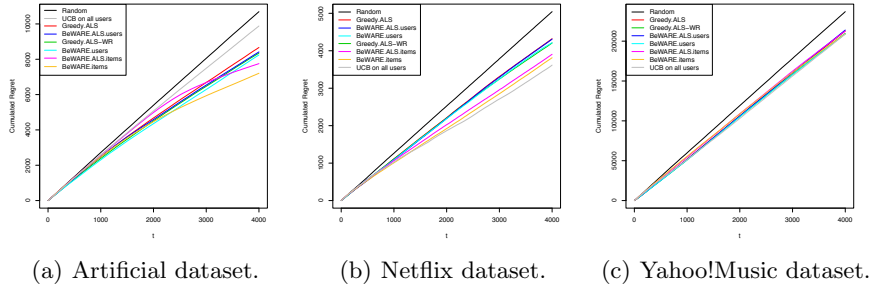 Random
UCB on all users
Greedy.ALS
BeWARE.ALS.users
Greedy.ALS-WR
BeWARE.users
BeWARE.ALS.items
BeWARE.items
Cumulated Regret
0 2000 4000 6000 8000 10000
0 1000 2000 3000 4000
t
(a) Artificial dataset.
Random
Greedy.ALS
BeWARE.ALS.users
Greedy.ALS-WR
BeWARE.users
BeWARE.ALS.items
BeWARE.items
UCB on all users
Cumulated Regret
0 1000 2000 3000 4000 5000
0 1000 2000 3000 4000
t
(b) Netflix dataset.
Random
Greedy.ALS
Greedy.ALS-WR
BeWARE.ALS.users
BeWARE.users
BeWARE.ALS.items
BeWARE.items
UCB on all users
Cumulated Regret
0 50000 100000 150000 200000
0 1000 2000 3000 4000
t
(c) Yahoo!Music dataset.